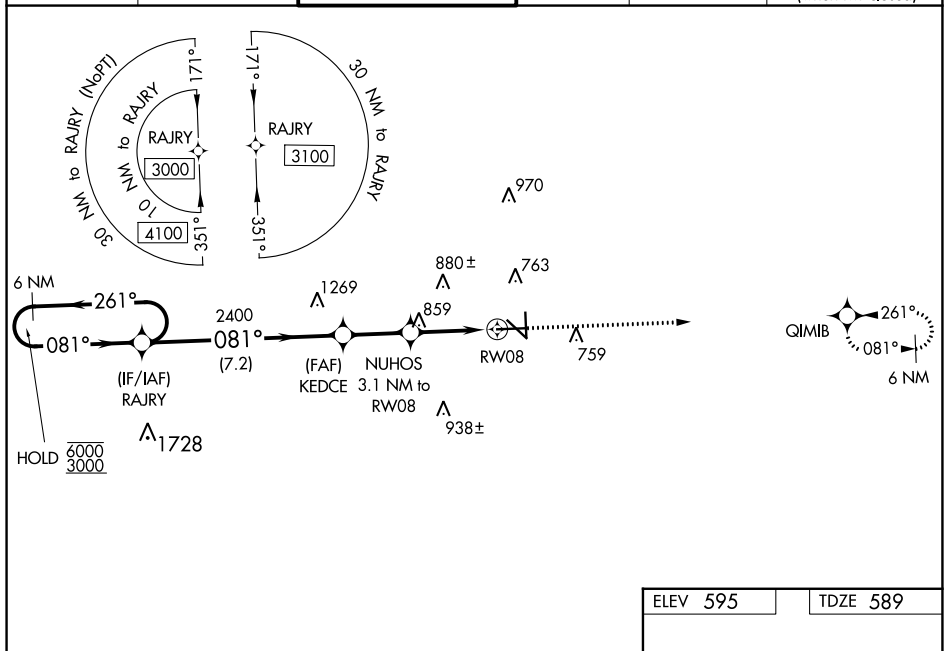 30 NM to RAJRY (NoPT)
10 NM to RAJRY
171°
RAJRY
3000
4100
351°
171°
RAJRY
3100
351°
30 NM to RAJRY
970
880±
763
1269
859
6 NM
261°
081°
2400
081°
(7.2)
(IF/IAF)
RAJRY
(FAF)
KEDCE
NUHOS
3.1 NM to
RW08
RW08
759
QIMIB
261°
081°
6 NM
HOLD
6000
3000
1728
938±
ELEV 595
TDZE 589